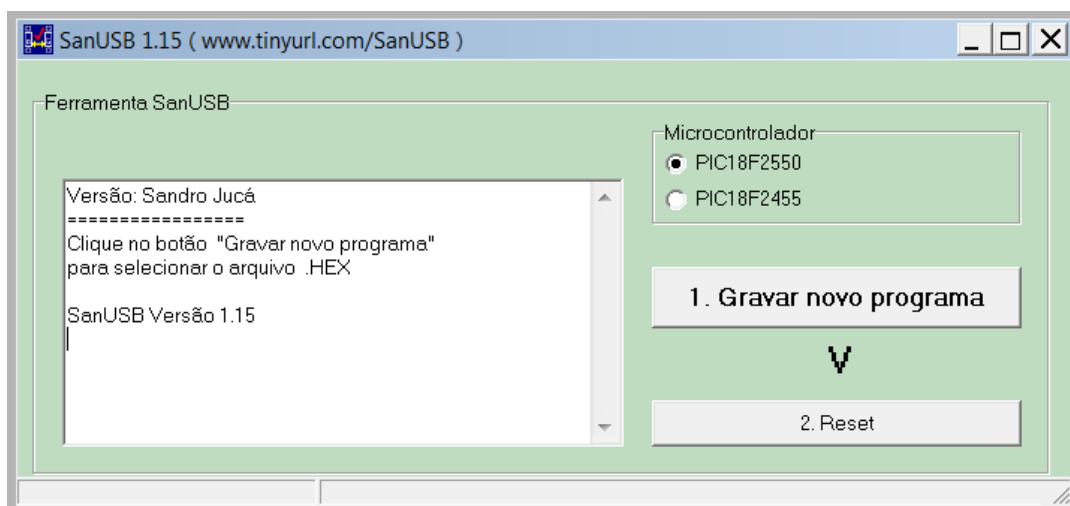 SanUSB 1.15 ( www.tinyurl.com/SanUSB )
Ferramenta SanUSB
Versão: Sandro Jucá
=================
Clique no botão "Gravar novo programa"
para selecionar o arquivo .HEX
SanUSB Versão 1.15
Microcontrolador
PIC18F2550
PIC18F2455
1. Gravar novo programa
V
2. Reset